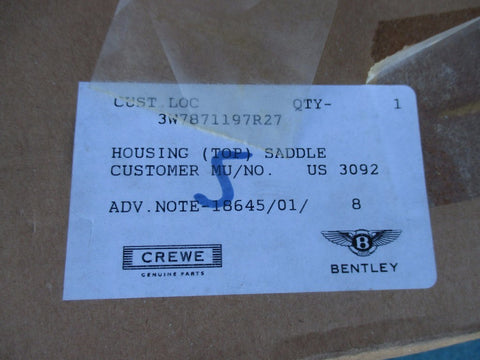 CUST.LOC QTY- 1
3W7871197R27
HOUSING (TOP) SADDLE
CUSTOMER MU/NO. US 3092
5
ADV.NOTE-18645/01/ 8
CREWE
GENUINE PARTS
B
BENTLEY